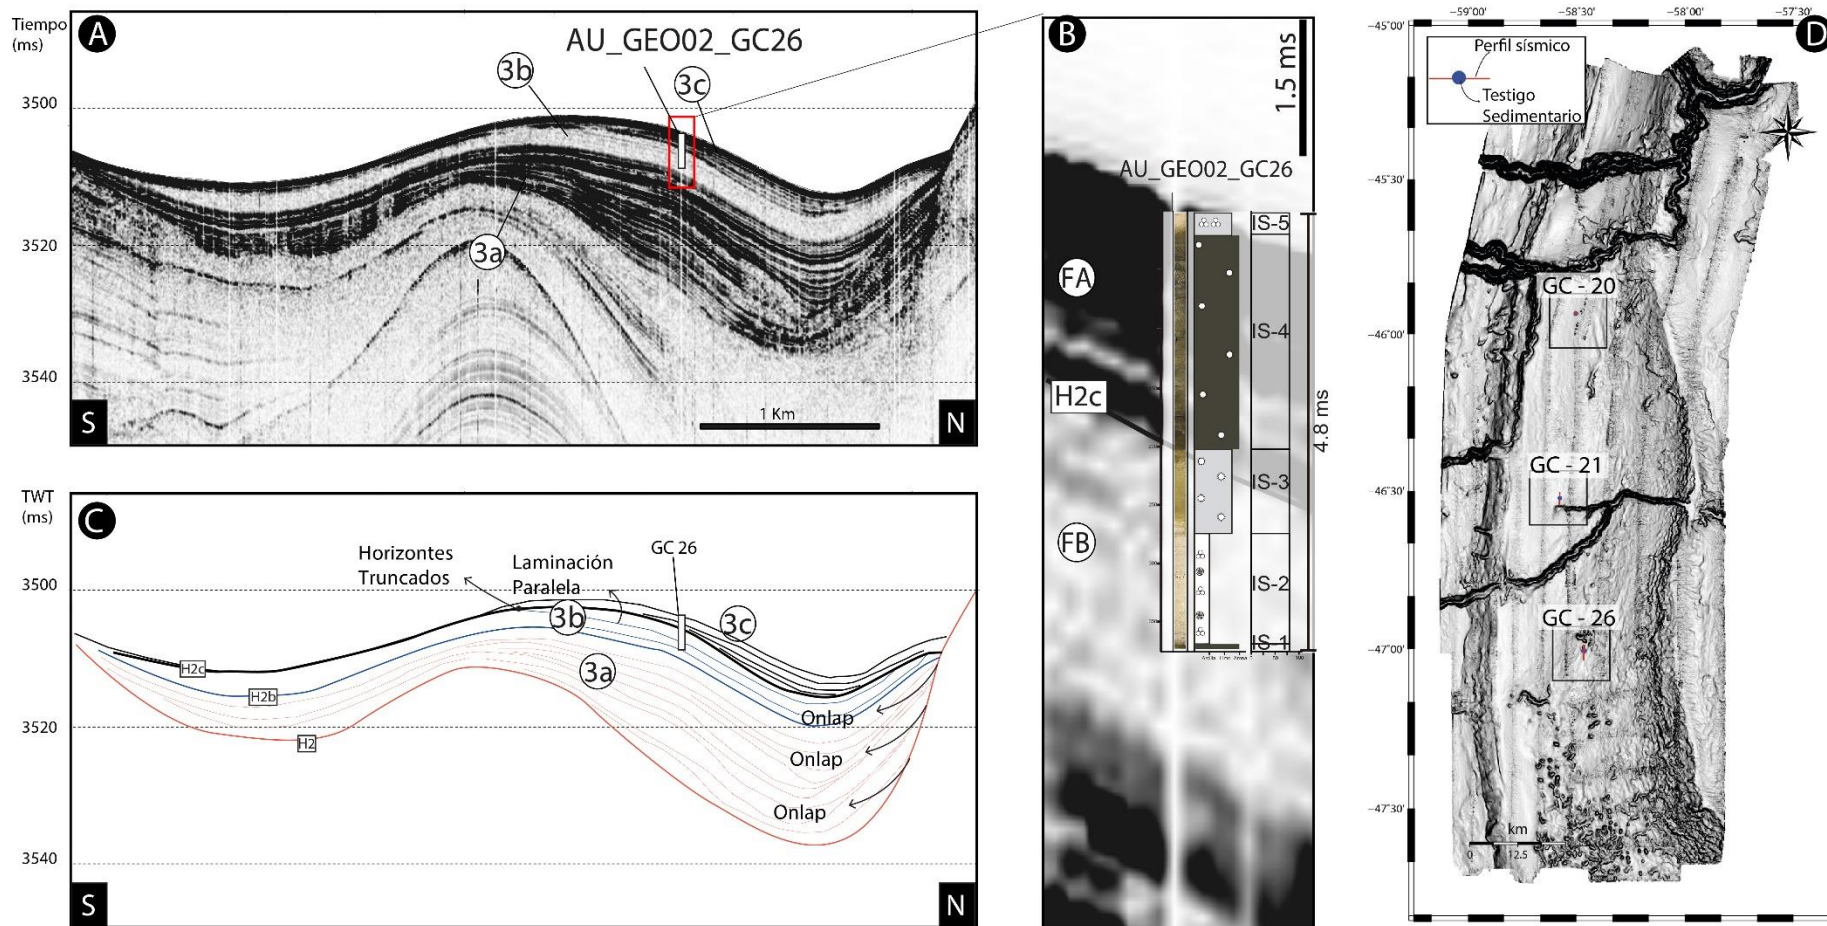 Tiempo
(ms)
A
AU_GEO02_GC26
3b
3c
3500
3a
3520
3540
1 Km
S
N
B
1.5 ms
AU_GEO02_GC26
IS-5
FA
IS-4
H2c
4.8 ms
IS-3
FB
IS-2
IS-1
TWT
(ms)
C
Horizontes
Truncados
Laminación
Paralela
GC 26
3500
3b
3c
H2c
3a
H2b
Onlap
3520
H2
Onlap
Onlap
3540
S
N
D
−59°00'
−58°30'
−58°00'
−57°30'
−45°00'
Perfil sísmico
Testigo
Sedimentario
−45°30'
GC - 20
−46°00'
GC - 21
−46°30'
GC - 26
−47°00'
−47°30'
km
0
12.5